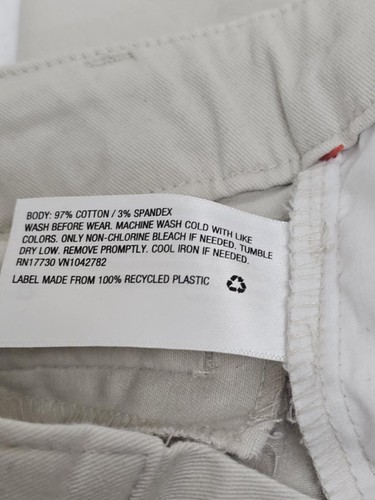 BODY: 97% COTTON / 3% SPANDEX
WASH BEFORE WEAR. MACHINE WASH COLD WITH LIKE
COLORS. ONLY NON-CHLORINE BLEACH IF NEEDED. TUMBLE
DRY LOW. REMOVE PROMPTLY. COOL IRON IF NEEDED.
RN17730 VN1042782
LABEL MADE FROM 100% RECYCLED PLASTIC